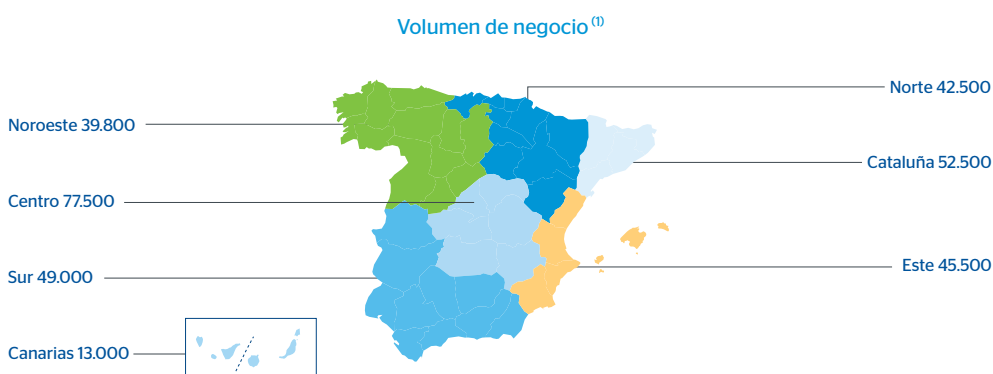 Volumen de negocio (1)
Norte 42.500
Noroeste 39.800
Cataluña 52.500
Centro 77.500
Este 45.500
Sur 49.000
Canarias 13.000